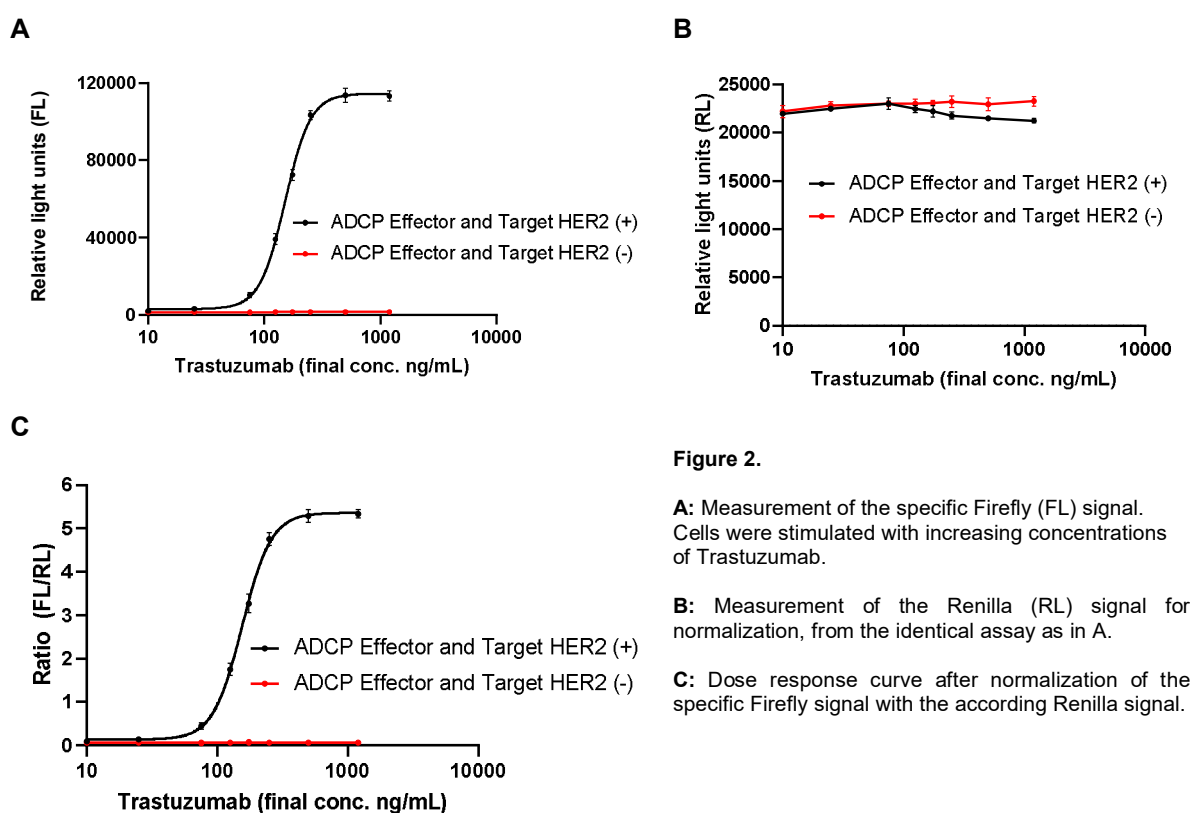 A
Relative light units (FL)
120000
80000
40000
0
10
100
1000
10000
Trastuzumab (final conc. ng/mL)
ADCP Effector and Target HER2 (+)
ADCP Effector and Target HER2 (-)
B
Relative light units (RL)
25000
20000
15000
10000
5000
0
10
100
1000
10000
Trastuzumab (final conc. ng/mL)
ADCP Effector and Target HER2 (+)
ADCP Effector and Target HER2 (-)
C
Ratio (FL/RL)
6
5
4
3
2
1
0
10
100
1000
10000
Trastuzumab (final conc. ng/mL)
ADCP Effector and Target HER2 (+)
ADCP Effector and Target HER2 (-)
Figure 2.
A: Measurement of the specific Firefly (FL) signal.
Cells were stimulated with increasing concentrations
of Trastuzumab.
B: Measurement of the Renilla (RL) signal for
normalization, from the identical assay as in A.
C: Dose response curve after normalization of the
specific Firefly signal with the according Renilla signal.